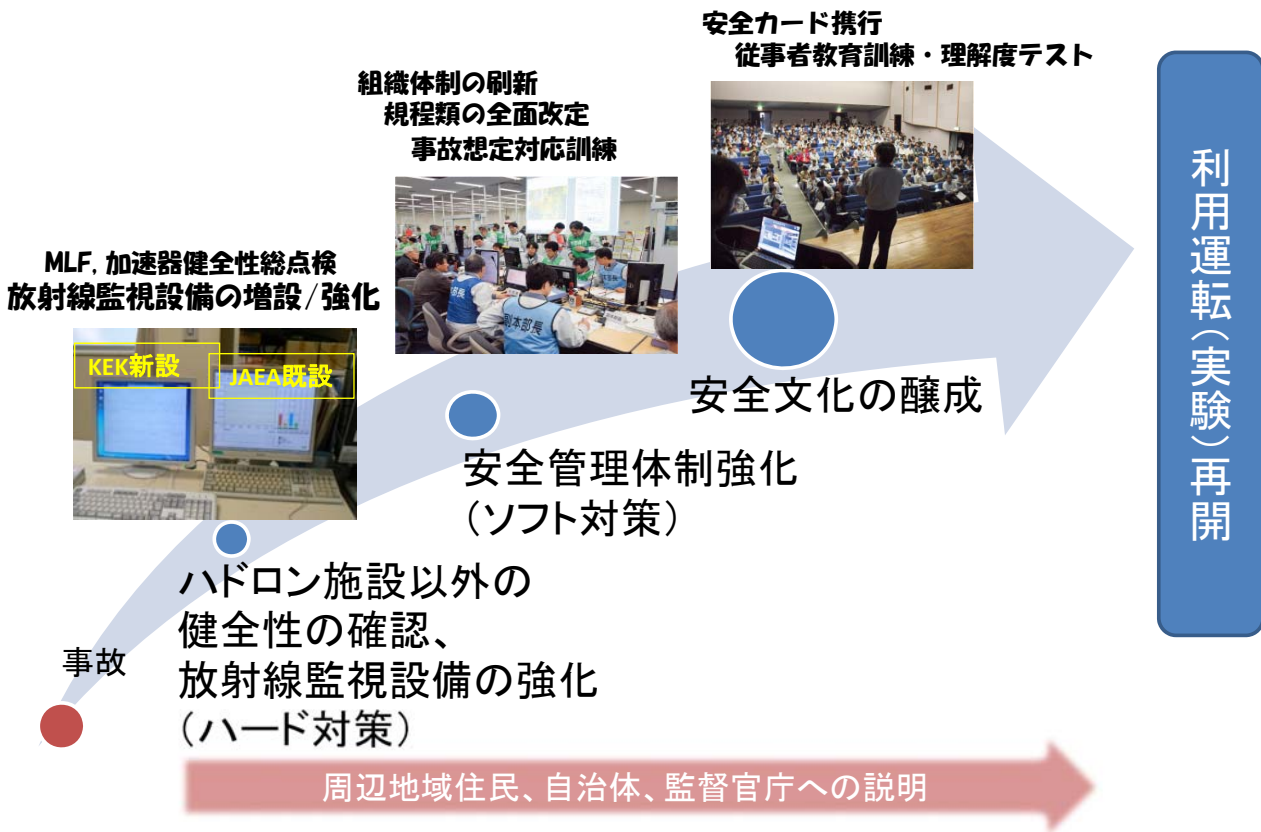 安全カード携行
従事者教育訓練・理解度テスト
組織体制の刷新
規程類の全面改定
事故想定対応訓練
MLF, 加速器健全性総点検
放射線監視設備の増設/強化
KEK新設
JAEA既設
副本部長
利用運転(実験)再開
安全文化の醸成
安全管理体制強化
(ソフト対策)
ハドロン施設以外の
健全性の確認、
放射線監視設備の強化
(ハード対策)
事故
周辺地域住民、自治体、監督官庁への説明